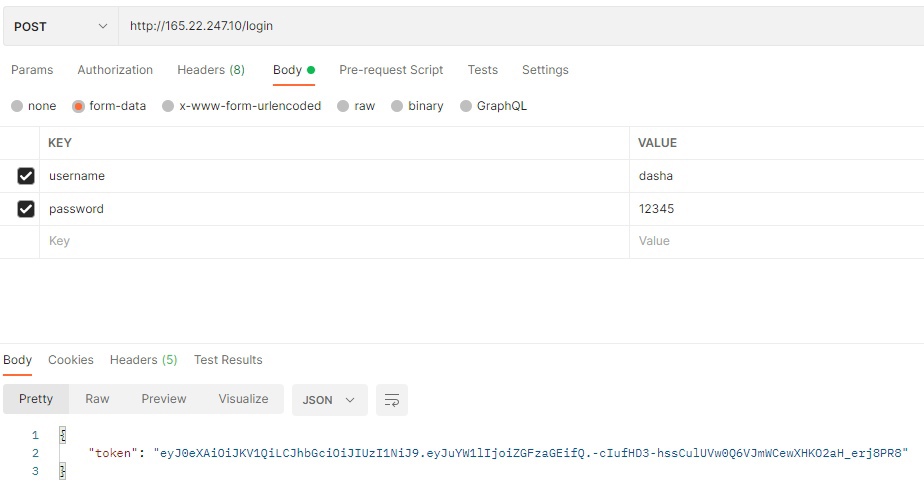 POST http://165.22.247.10/login
Params Authorization Headers (8) Body Pre-request Script Tests Settings
none form-data x-www-form-urlencoded raw binary GraphQL
KEY VALUE
username dasha
password 12345
Key Value
Body Cookies Headers (5) Test Results
Pretty Raw Preview Visualize JSON
1 {
2 "token": "eyJ0eXAiOiJKV1QiLCJhbGciOiJIUzI1NiJ9.eyJuYW1lIjoiZGFzaGEifQ.-cIufHD3-hssCulUVw0Q6VJmWCewXHKO2aH_erj8PR8"
3 }